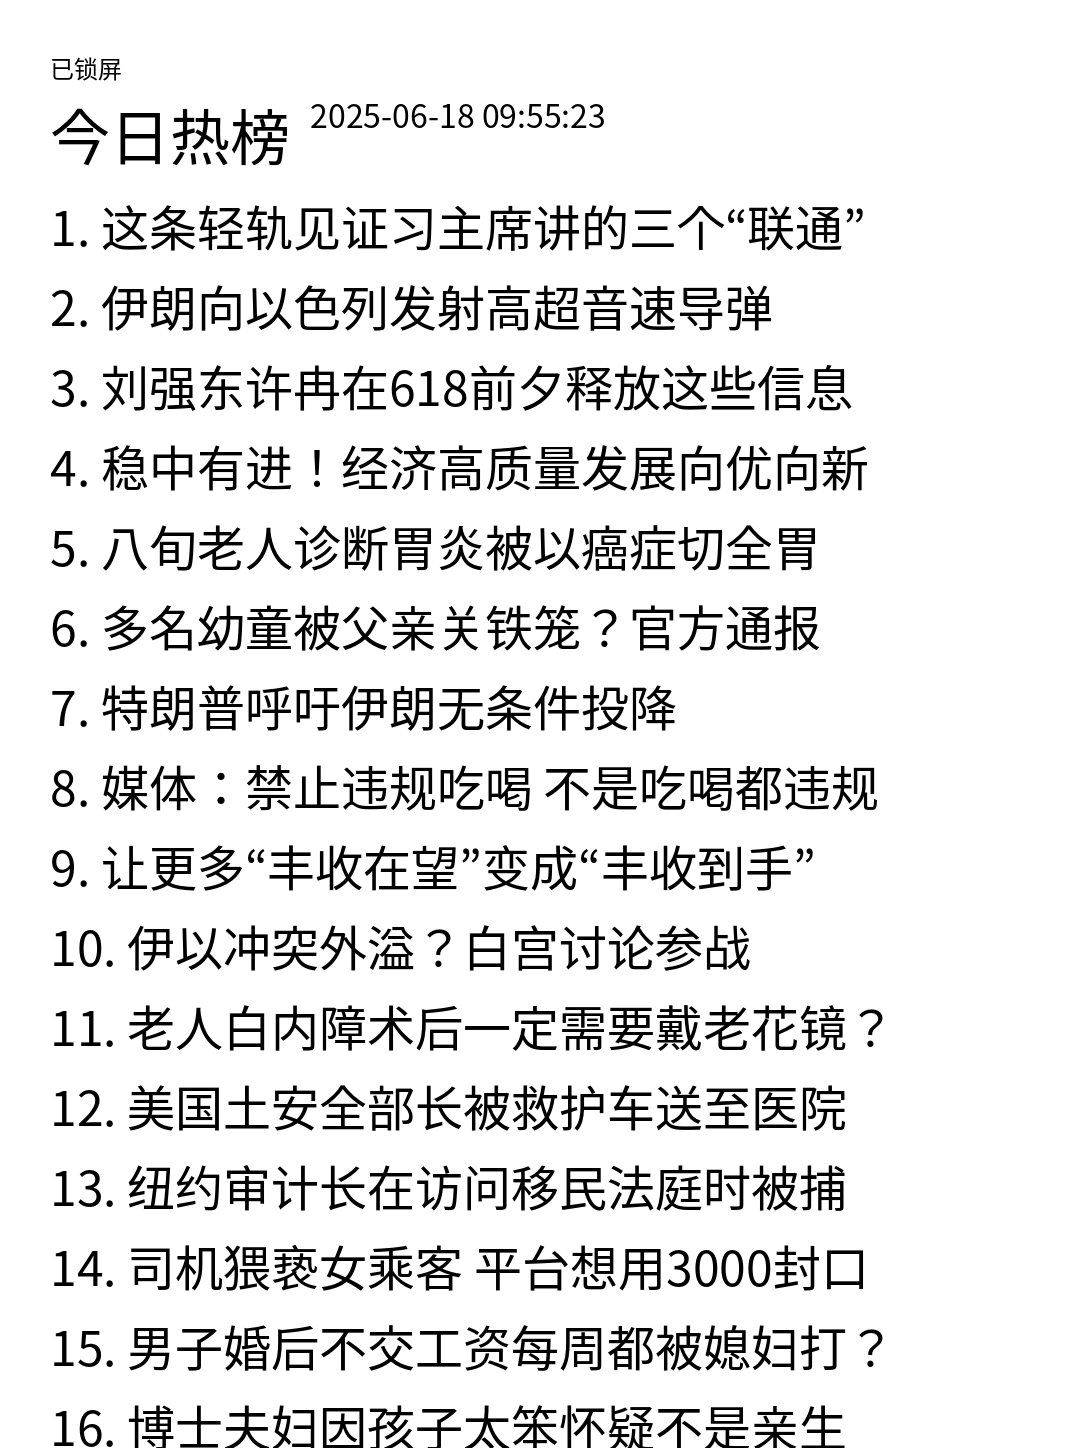 已锁屏
今日热榜 2025-06-18 09:55:23
1. 这条轻轨见证习主席讲的三个“联通”
2. 伊朗向以色列发射高超音速导弹
3. 刘强东许冉在618前夕释放这些信息
4. 稳中有进！经济高质量发展向优向新
5. 八旬老人诊断胃炎被以癌症切全胃
6. 多名幼童被父亲关铁笼？官方通报
7. 特朗普呼吁伊朗无条件投降
8. 媒体：禁止违规吃喝 不是吃喝都违规
9. 让更多“丰收在望”变成“丰收到手”
10. 伊以冲突外溢？白宫讨论参战
11. 老人白内障术后一定需要戴老花镜？
12. 美国土安全部长被救护车送至医院
13. 纽约审计长在访问移民法庭时被捕
14. 司机猥亵女乘客 平台想用3000封口
15. 男子婚后不交工资每周都被媳妇打？
16. 博士夫妇因孩子太笨怀疑不是亲生